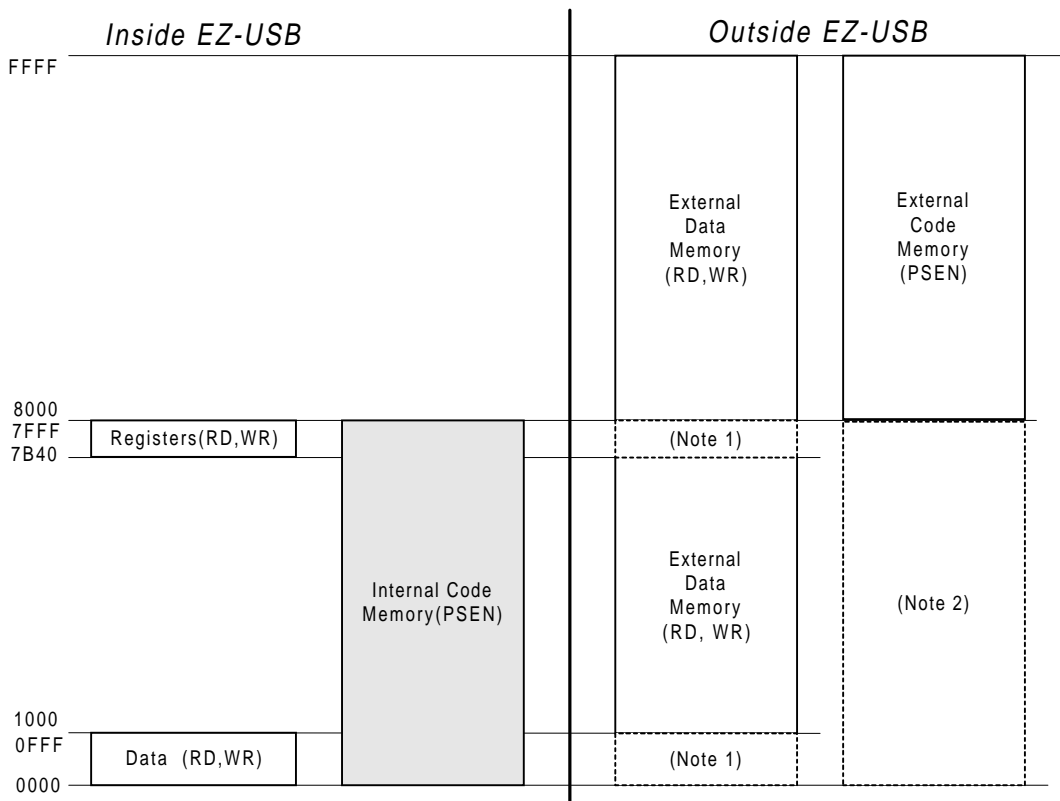 Inside EZ-USB
Outside EZ-USB
FFFF
External
Data
Memory
(RD,WR)
External
Code
Memory
(PSEN)
8000
7FFF
7B40
Registers(RD,WR)
(Note 1)
Internal Code
Memory(PSEN)
External
Data
Memory
(RD, WR)
(Note 2)
1000
0FFF
0000
Data (RD,WR)
(Note 1)